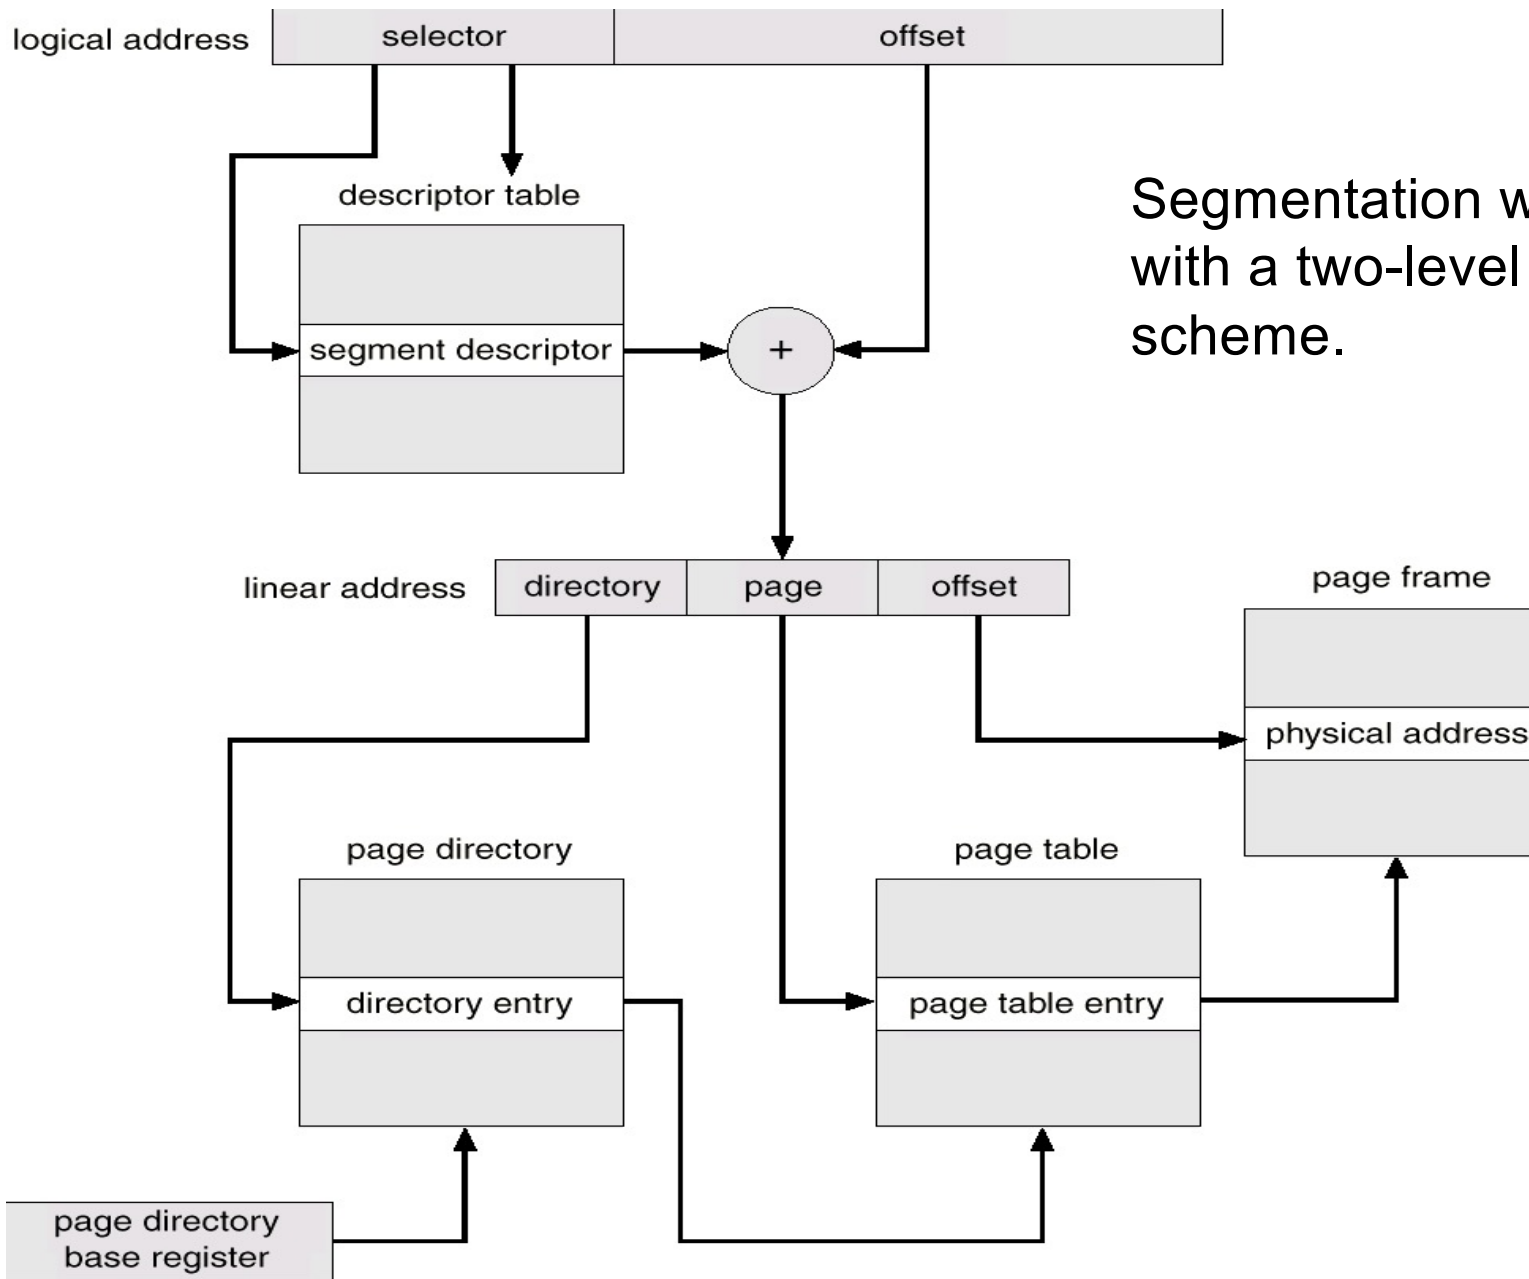 logical address
selector
offset
descriptor table
Segmentation
with a two-level
scheme.
segment descriptor
+
linear address
directory
page
offset
page frame
physical address
page directory
page table
directory entry
page table entry
page directory
base register